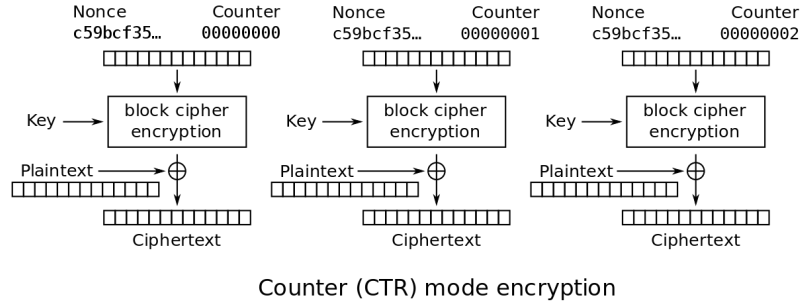 Nonce Counter Nonce Counter Nonce Counter
c59bcf35… 00000000 c59bcf35… 00000001 c59bcf35… 00000002
Key block cipher encryption Key block cipher encryption Key block cipher encryption
Plaintext Plaintext Plaintext
Ciphertext Ciphertext Ciphertext
Counter (CTR) mode encryption